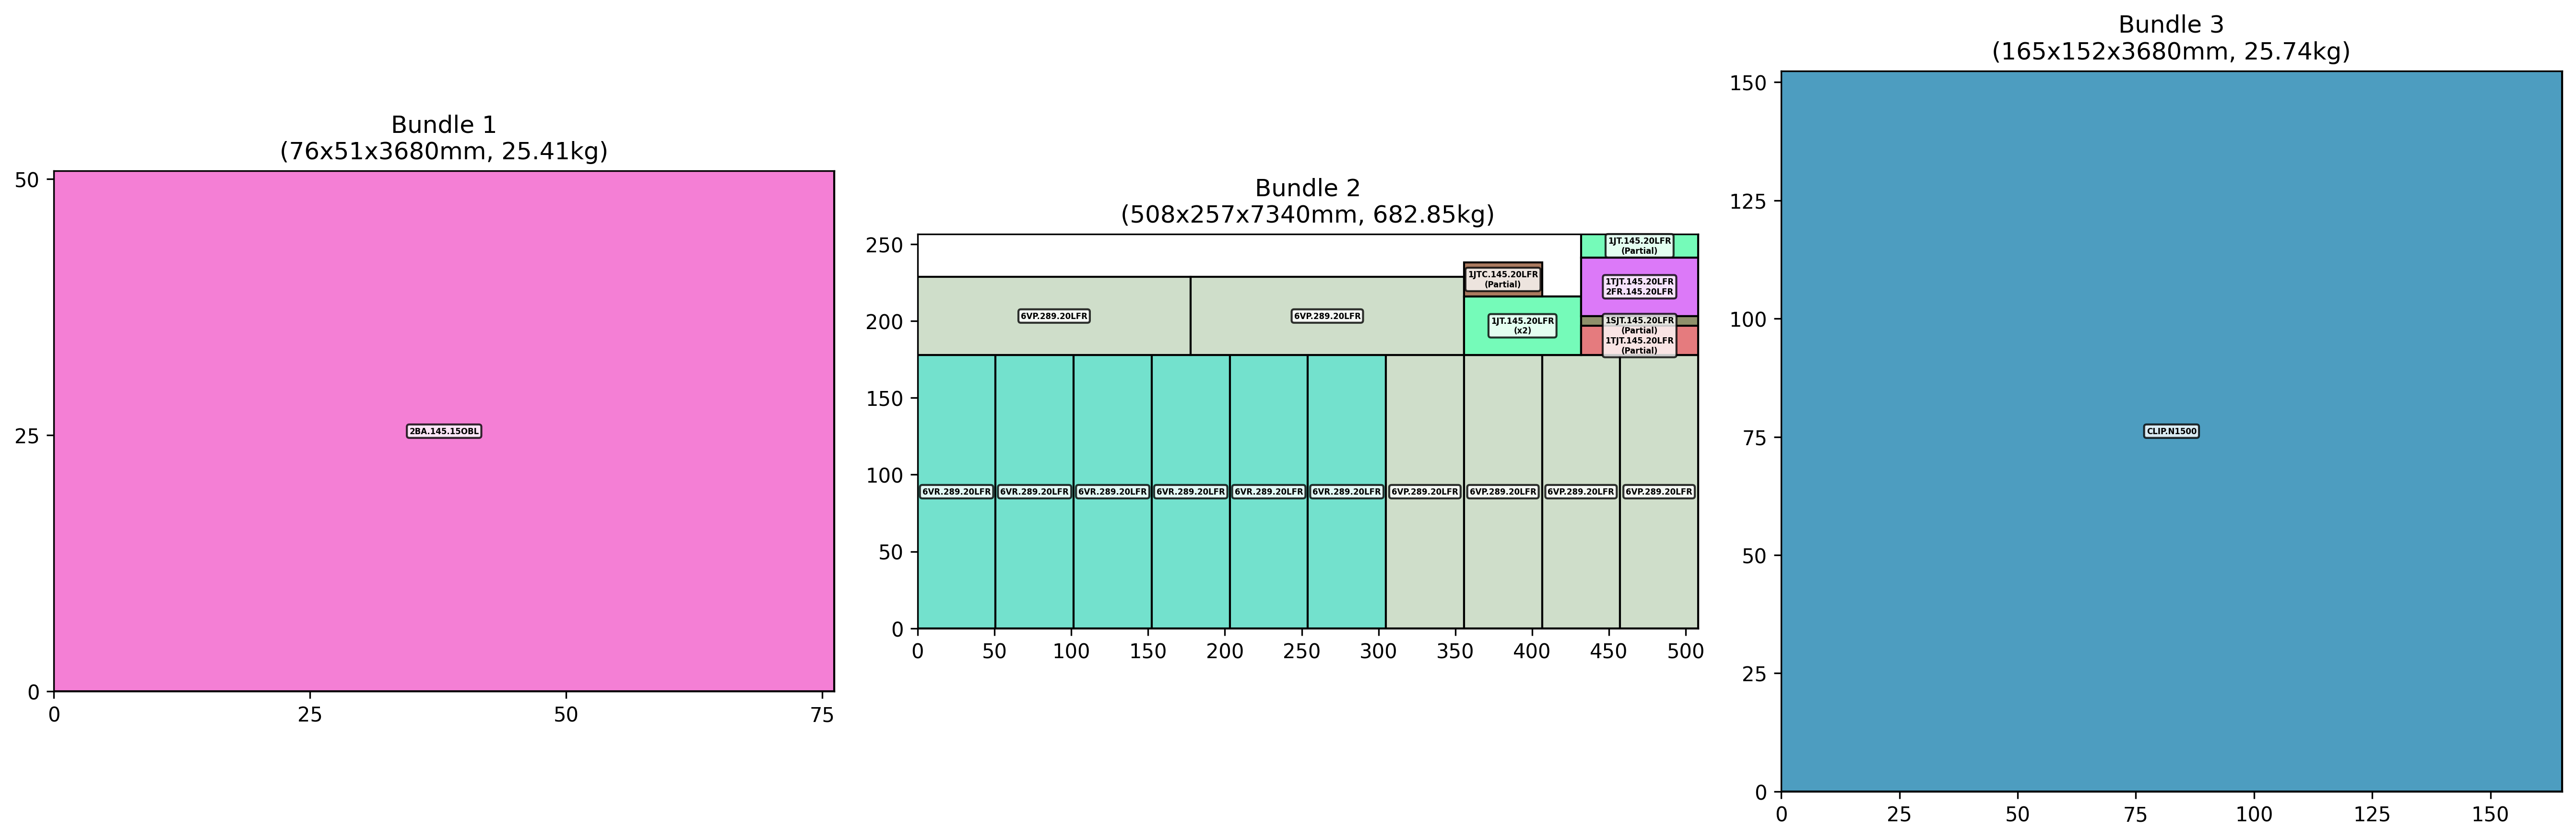 Bundle 1
(76x51x3680mm, 25.41kg)
50
25
0
2BA.145.15OBL
0
25
50
75
Bundle 2
(508x257x7340mm, 682.85kg)
250
200
150
100
50
0
1JT.145.20LFR
(Partial)
1JTC.145.20LFR
(Partial)
1TJT.145.20LFR
2FR.145.20LFR
6VP.289.20LFR
6VP.289.20LFR
1JT.145.20LFR
(x2)
1SJT.145.20LFR
(Partial)
1TJT.145.20LFR
(Partial)
6VR.289.20LFR
6VR.289.20LFR
6VR.289.20LFR
6VR.289.20LFR
6VR.289.20LFR
6VR.289.20LFR
6VP.289.20LFR
6VP.289.20LFR
6VP.289.20LFR
6VP.289.20LFR
0
50
100
150
200
250
300
350
400
450
500
Bundle 3
(165x152x3680mm, 25.74kg)
150
125
100
75
50
25
0
CLIP.N1500
0
25
50
75
100
125
150